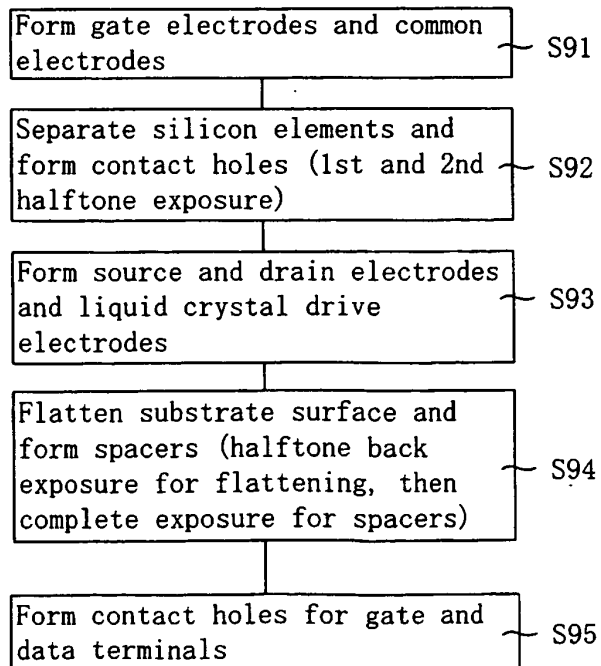 Form gate electrodes and common
electrodes
S91
Separate silicon elements and
form contact holes (1st and 2nd
halftone exposure)
S92
Form source and drain electrodes
and liquid crystal drive
electrodes
S93
Flatten substrate surface and
form spacers (halftone back
exposure for flattening, then
complete exposure for spacers)
S94
Form contact holes for gate and
data terminals
S95